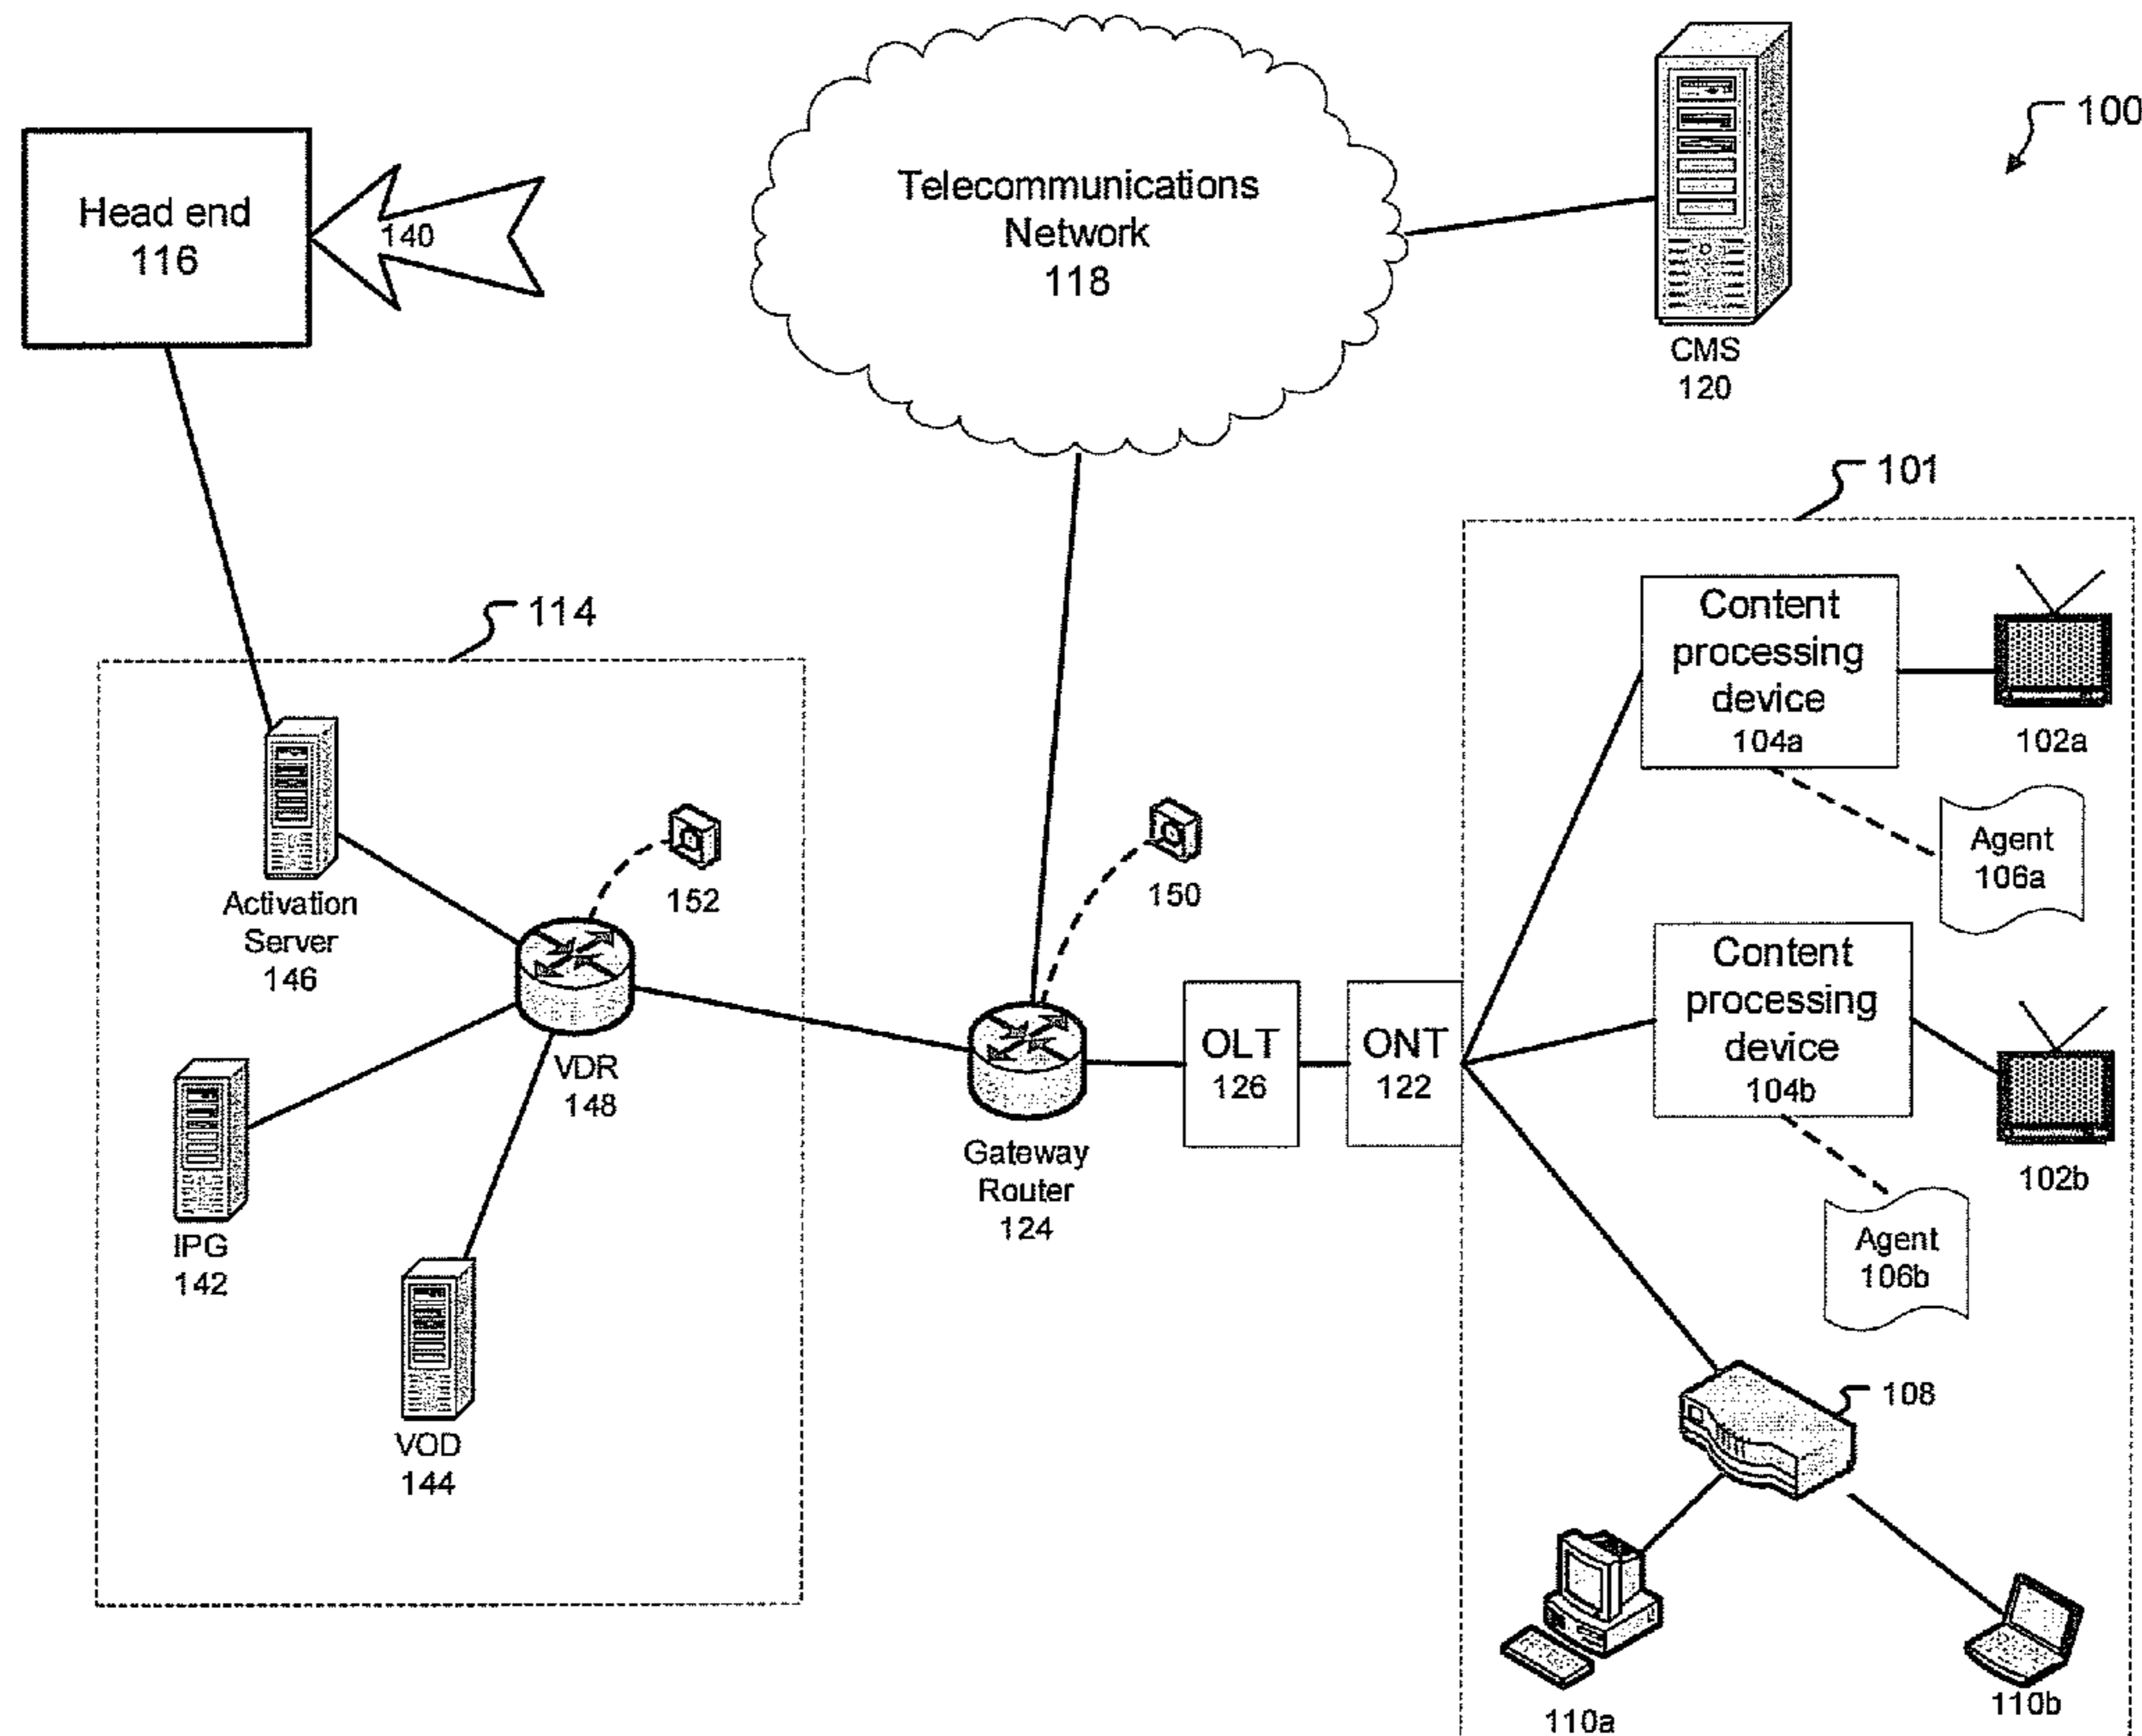 Head end
116
140
Telecommunications
Network
118
CMS
120
100
101
114
Content
processing
device
104a
102a
Agent
106a
Activation
Server
146
152
150
VDR
148
Gateway
Router
124
OLT
126
ONT
122
Content
processing
device
104b
102b
Agent
106b
IPG
142
VOD
144
108
110a
110b